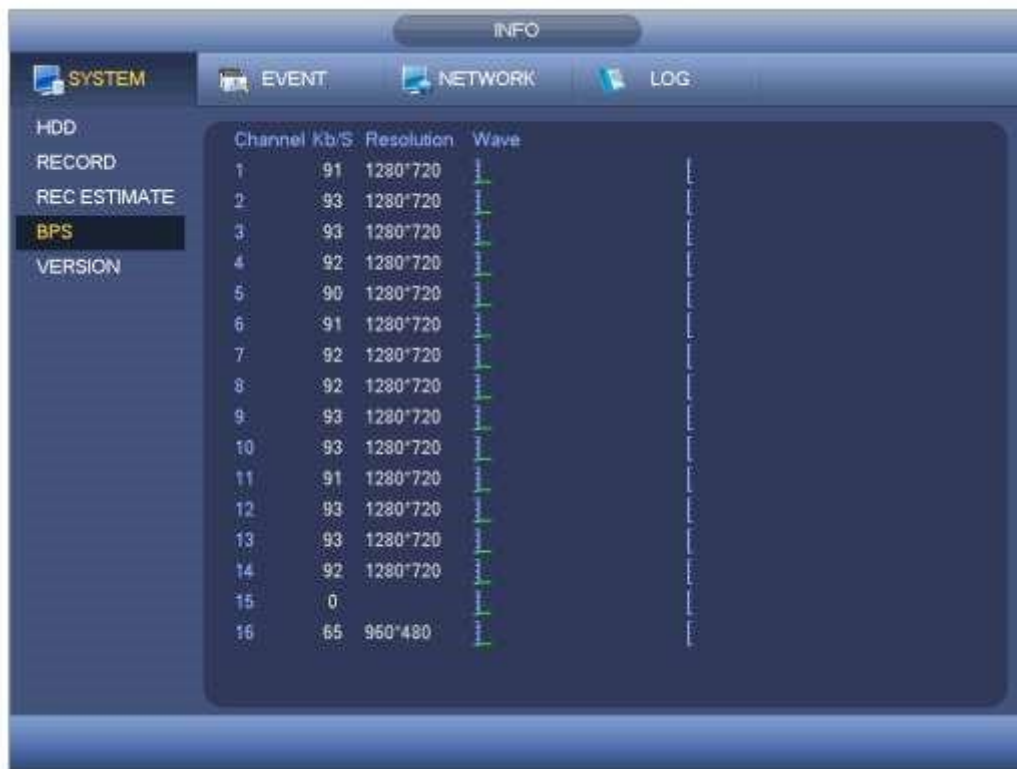 INFO
SYSTEM EVENT NETWORK LOG
HDD
RECORD
REC ESTIMATE
BPS
VERSION
Channel Kb/S Resolution Wave
1 91 1280*720
2 93 1280*720
3 93 1280*720
4 92 1280*720
5 90 1280*720
6 91 1280*720
7 92 1280*720
8 92 1280*720
9 93 1280*720
10 93 1280*720
11 91 1280*720
12 93 1280*720
13 93 1280*720
14 92 1280*720
15 0
16 65 960*480